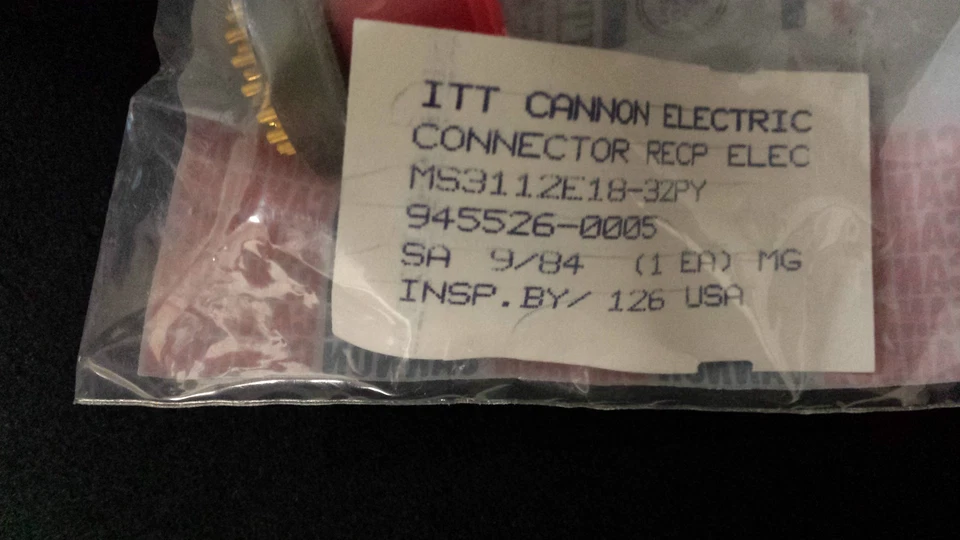 ITT CANNON ELECTRIC
CONNECTOR RECP ELEC
MS3112E18-32PY
945526-0005
SA 9/84 (1 EA) MG
INSP.BY/ 126 USA